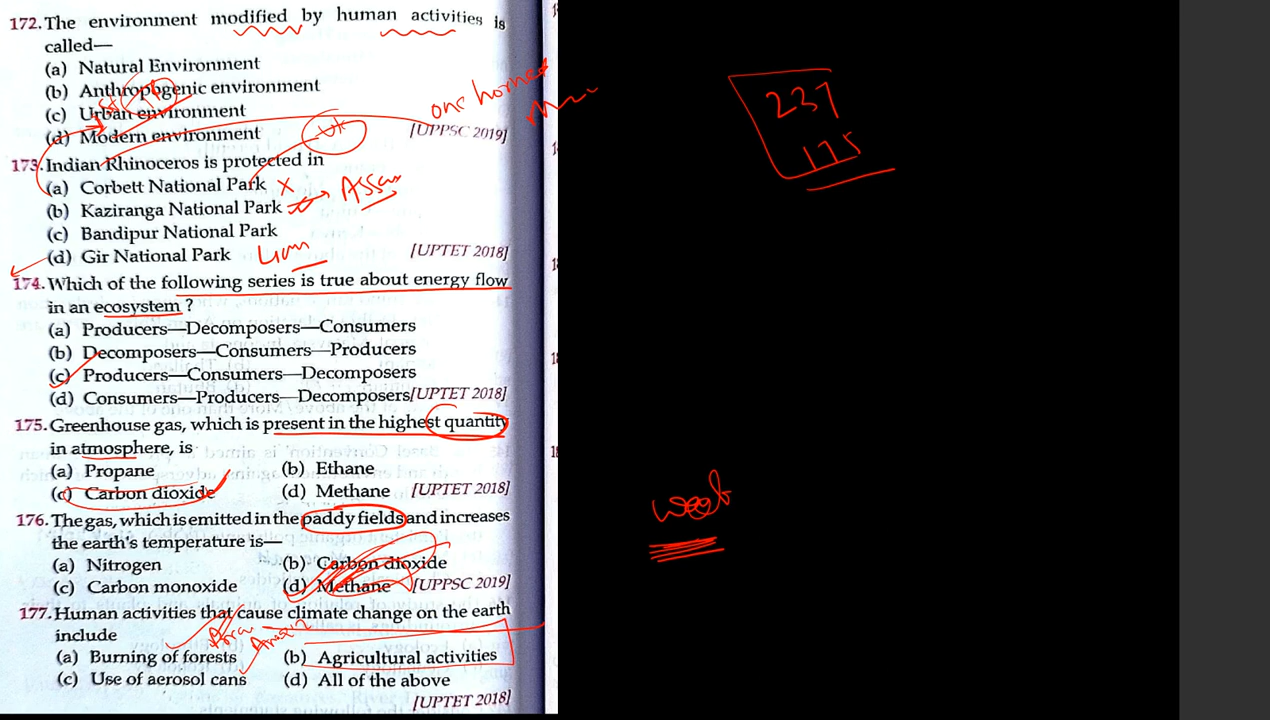 172. The environment modified by human activities is
called—
(a) Natural Environment
(b) Anthropogenic environment
(c) Urban environment
(d) Modern environment [UPPSC 2019]
one horned
UK
173. Indian Rhinoceros is protected in
(a) Corbett National Park X
(b) Kaziranga National Park Assam
(c) Bandipur National Park
(d) Gir National Park Lion [UPTET 2018]
174. Which of the following series is true about energy flow
in an ecosystem ?
(a) Producers—Decomposers—Consumers
(b) Decomposers—Consumers—Producers
(c) Producers—Consumers—Decomposers
(d) Consumers—Producers—Decomposers [UPTET 2018]
175. Greenhouse gas, which is present in the highest quantity
in atmosphere, is
(a) Propane (b) Ethane
(c) Carbon dioxide (d) Methane [UPTET 2018]
176. The gas, which is emitted in the paddy fields and increases
the earth's temperature is—
(a) Nitrogen (b) Carbon dioxide
(c) Carbon monoxide (d) Methane [UPPSC 2019]
177. Human activities that cause climate change on the earth
include
(a) Burning of forests (b) Agricultural activities
(c) Use of aerosol cans (d) All of the above
[UPTET 2018]
237
175